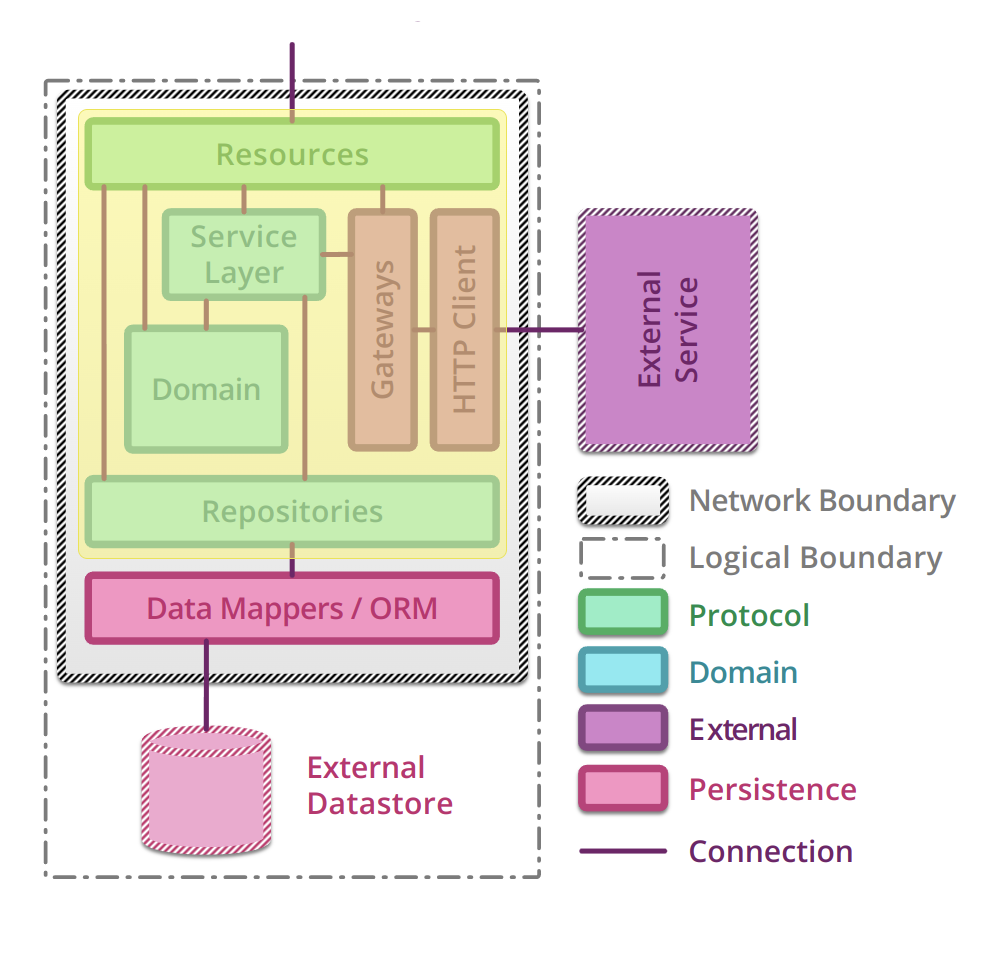 Resources
Service
Layer
Gateways
HTTP Client
Domain
Repositories
Data Mappers / ORM
External
Datastore
External
Service
Network Boundary
Logical Boundary
Protocol
Domain
External
Persistence
Connection